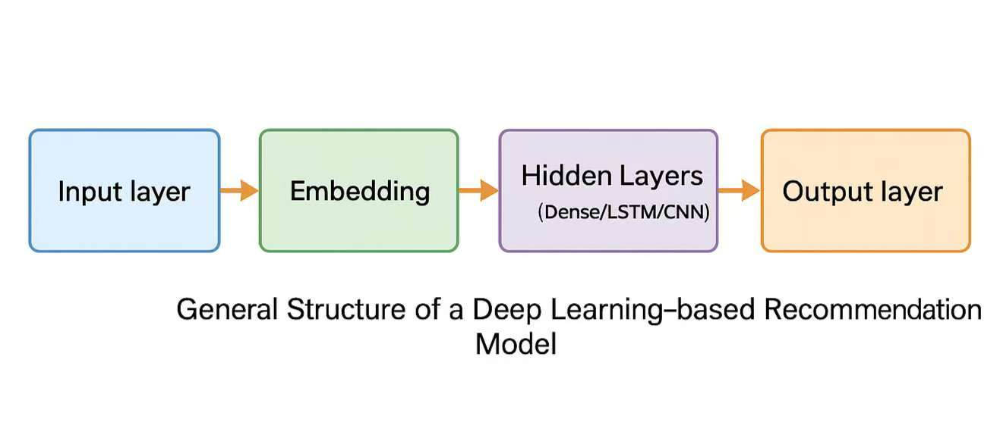 Input layer
Embedding
Hidden Layers
(Dense/LSTM/CNN)
Output layer
General Structure of a Deep Learning–based Recommendation
Model